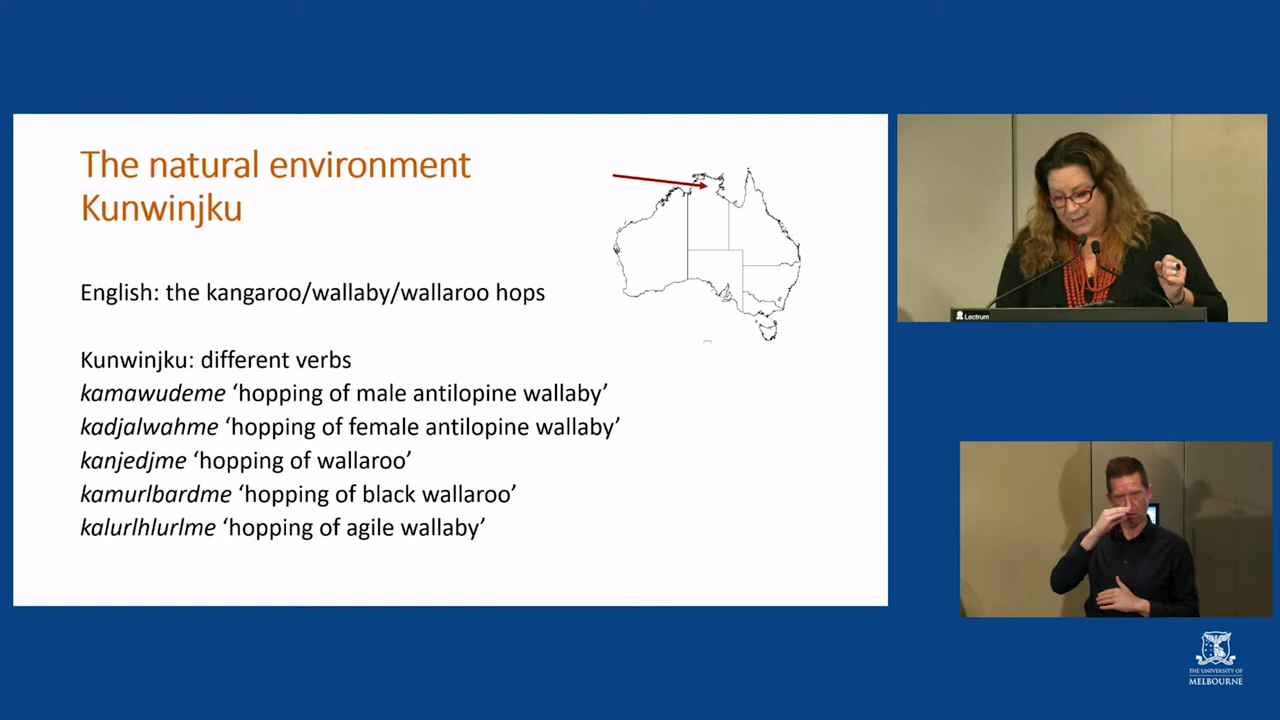 The natural environment
Kunwinjku
English: the kangaroo/wallaby/wallaroo hops
Kunwinjku: different verbs
kamawudeme ‘hopping of male antilopine wallaby’
kadjalwahme ‘hopping of female antilopine wallaby’
kanjedjme ‘hopping of wallaroo’
kamurlbardme ‘hopping of black wallaroo’
kalurlhlurlme ‘hopping of agile wallaby’
Lectrum
THE UNIVERSITY OF
MELBOURNE